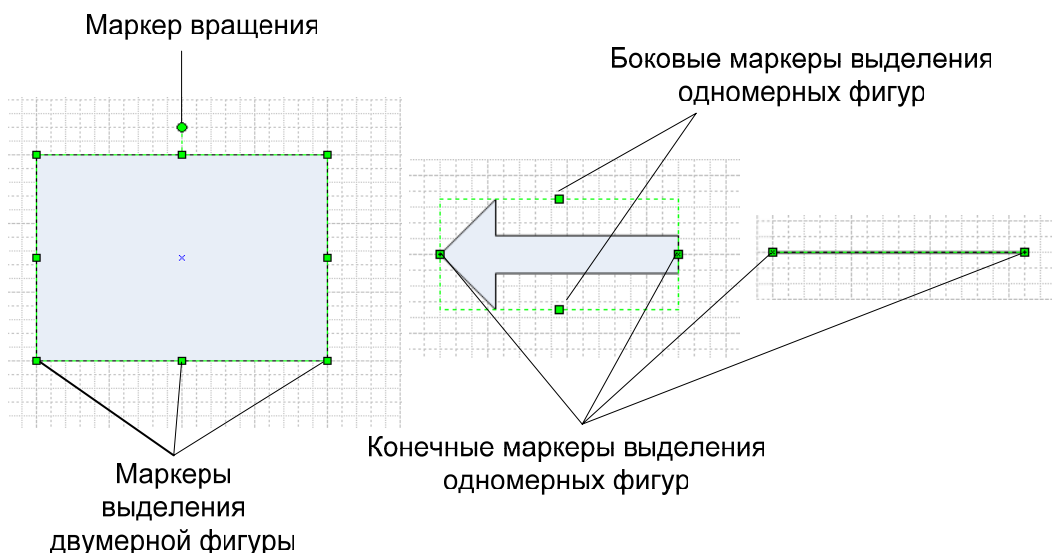 Маркер вращения
Боковые маркеры выделения
одномерных фигур
Конечные маркеры выделения
одномерных фигур
Маркеры
выделения
двумерной фигуры